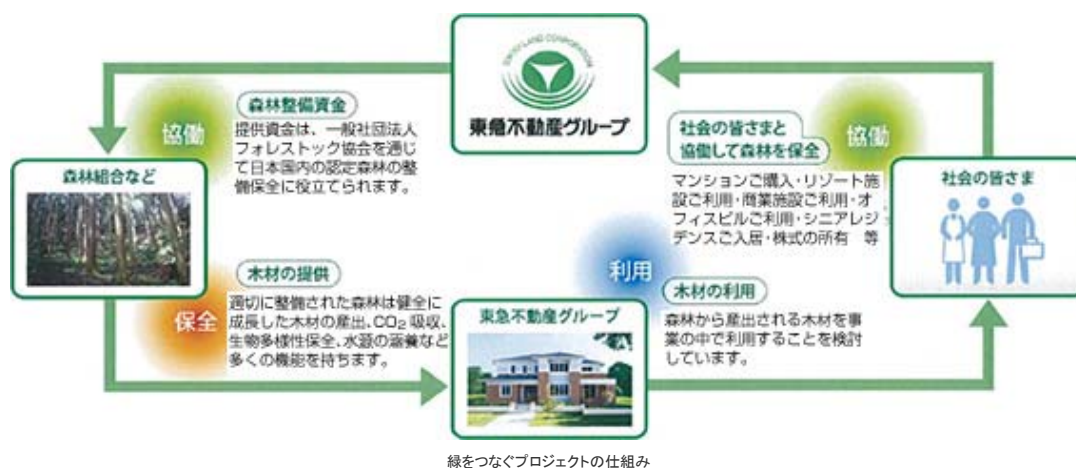 TOKYU LAND CORPORATION
東急不動産グループ
協働
森林整備資金
提供資金は、一般社団法人
フォレストック協会を通じ
て日本国内の認定森林の整
備保全に役立てられます。
森林組合など
社会の皆さまと
協働して森林を保全
協働
マンションご購入・リゾート施
設ご利用・商業施設ご利用・オ
フィスビルご利用・シニアレジ
デンスご入居・株式の所有 等
社会の皆さま
保全
木材の提供
適切に整備された森林は健全に
成長した木材の産出、CO₂吸収、
生物多様性保全、水源の涵養など
多くの機能を持ちます。
東急不動産グループ
利用
木材の利用
森林から産出される木材を事
業の中で利用することを検討
しています。
緑をつなぐプロジェクトの仕組み